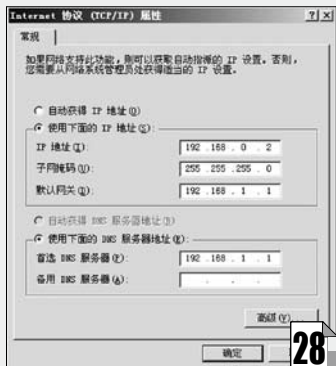 Internet 协议 (TCP/IP) 属性
常规
如果网络支持此功能，则可以获取自动指派的 IP 设置。否则，
您需要从网络系统管理员处获得适当的 IP 设置。
自动获得 IP 地址(O)
使用下面的 IP 地址(S):
IP 地址(I): 192 .168 . 0 . 2
子网掩码(U): 255 .255 .255 . 0
默认网关(D): 192 .168 . 1 . 1
自动获得 DNS 服务器地址(B)
使用下面的 DNS 服务器地址(E):
首选 DNS 服务器(P): 192 .168 . 1 . 1
备用 DNS 服务器(A): . . .
高级(V)...
确定
28